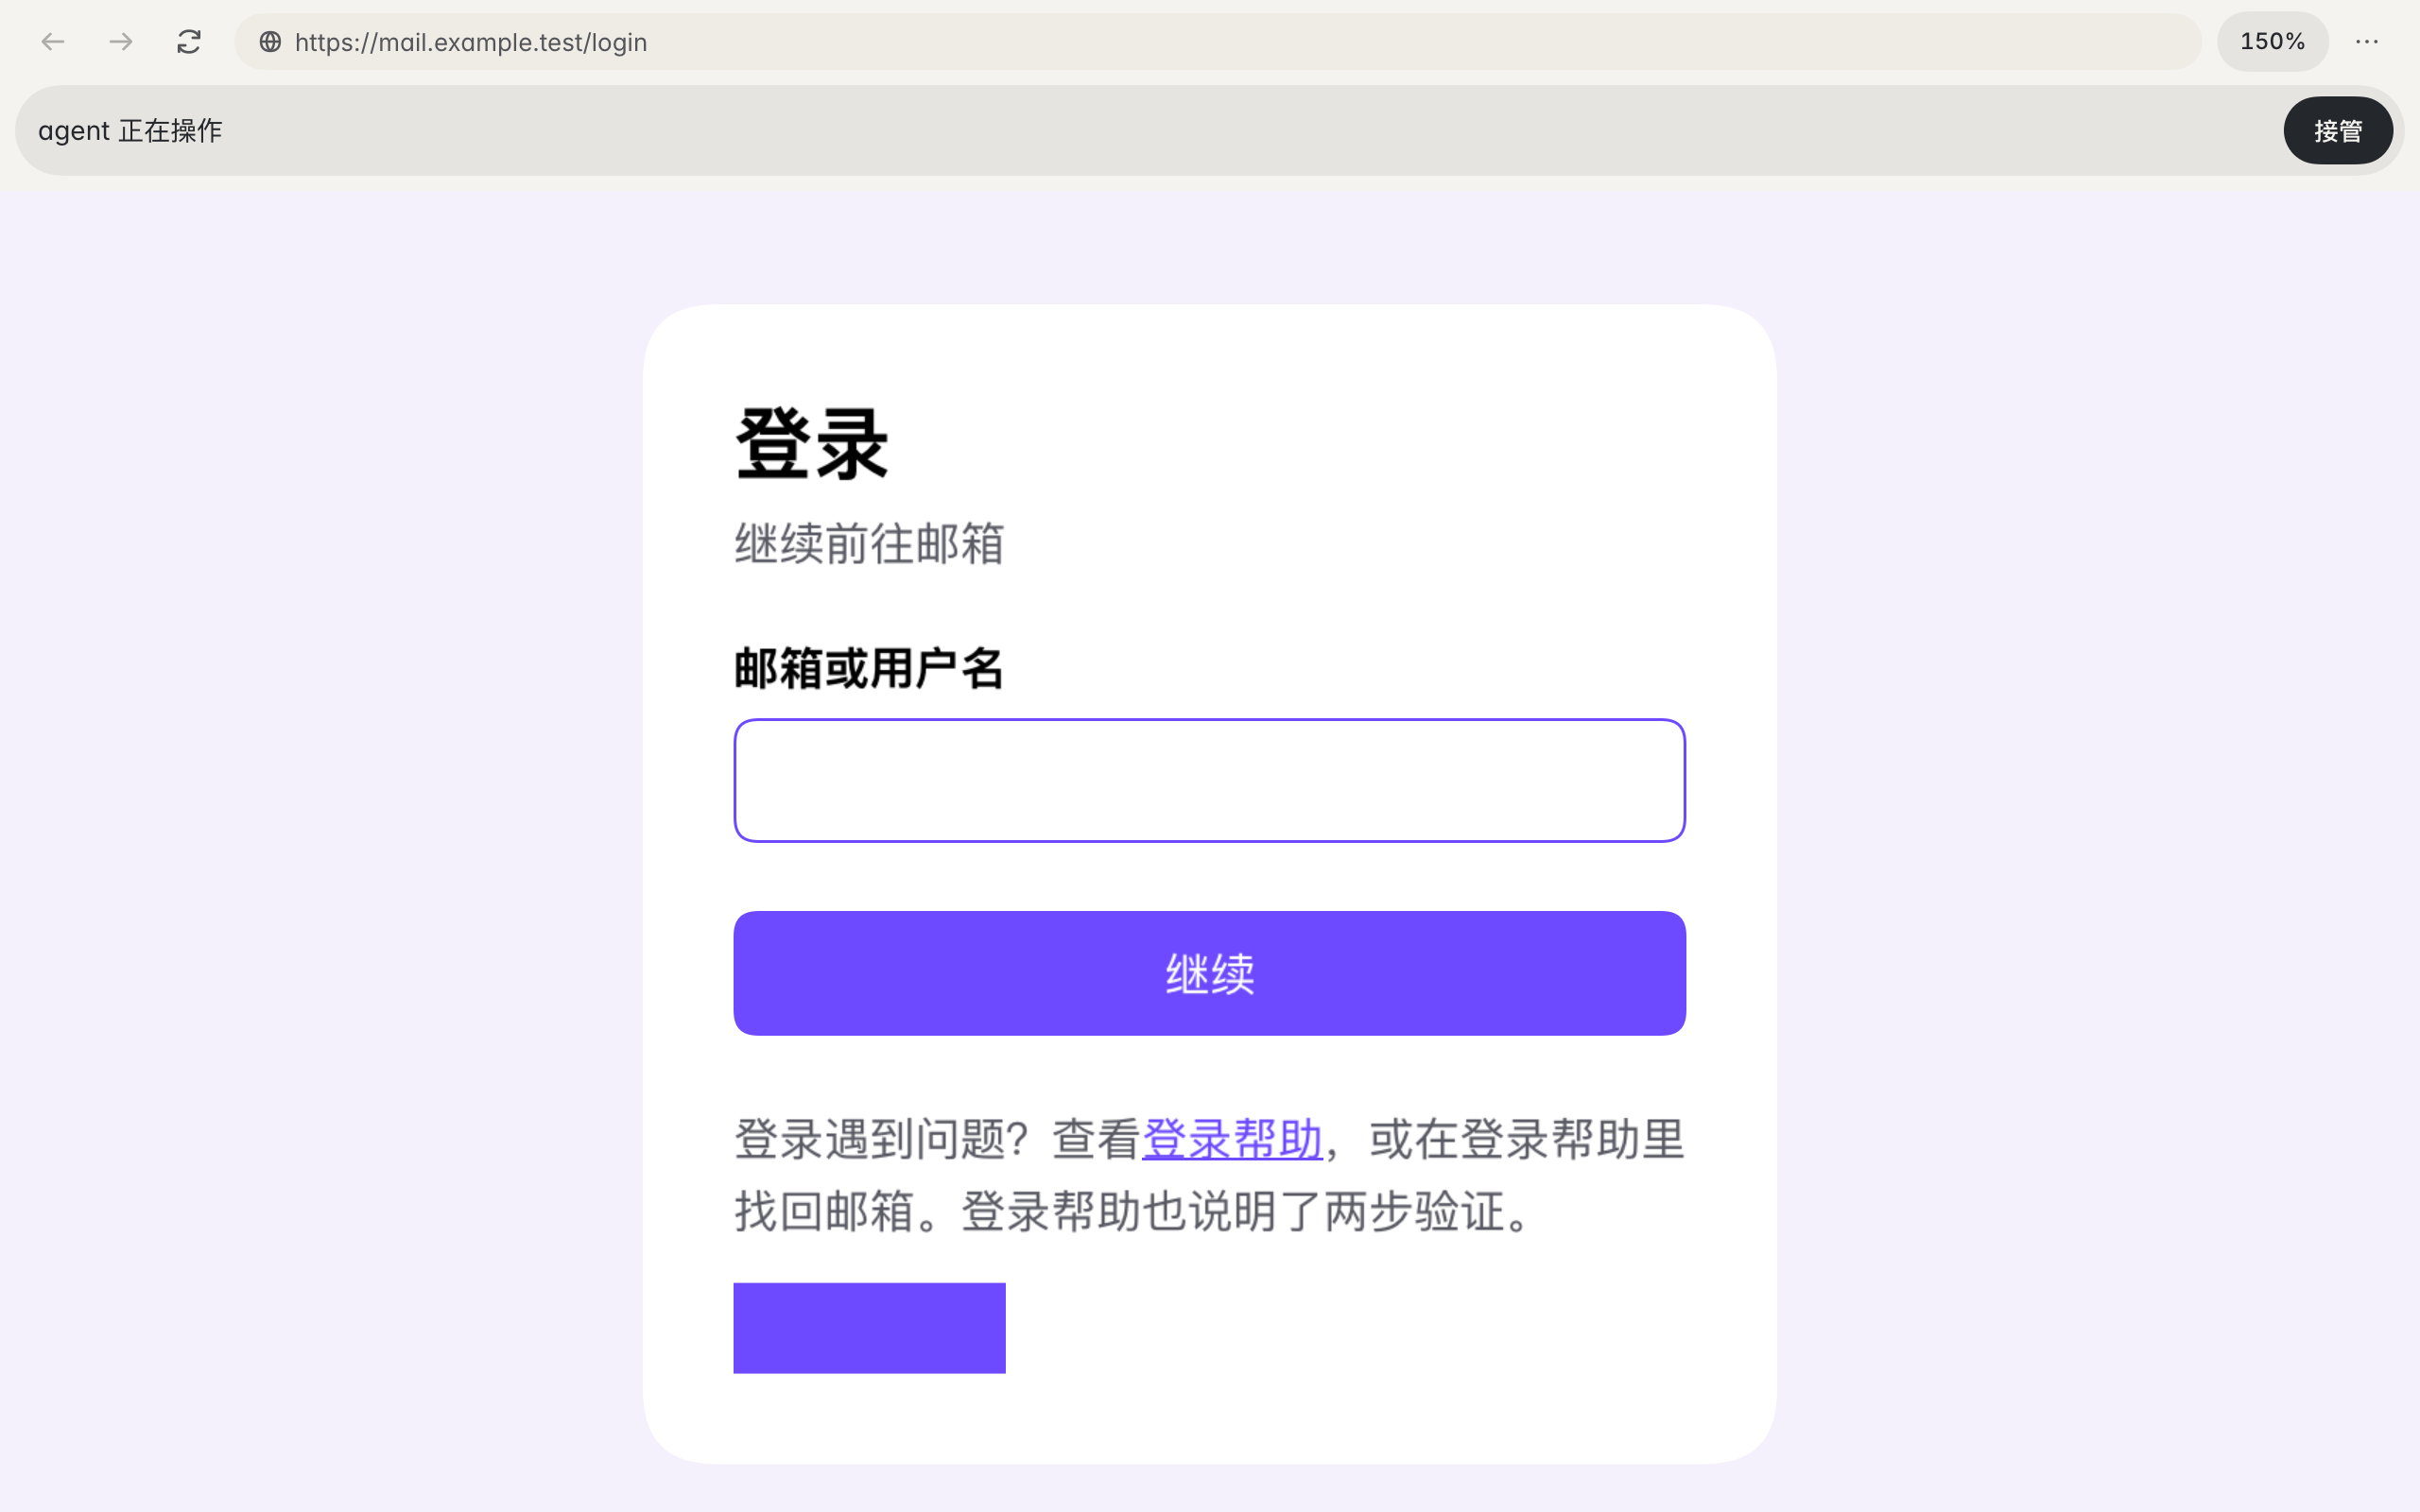 https://mail.example.test/login
150%
agent 正在操作
接管
登录
继续前往邮箱
邮箱或用户名
继续
登录遇到问题？查看登录帮助，或在登录帮助里
找回邮箱。登录帮助也说明了两步验证。